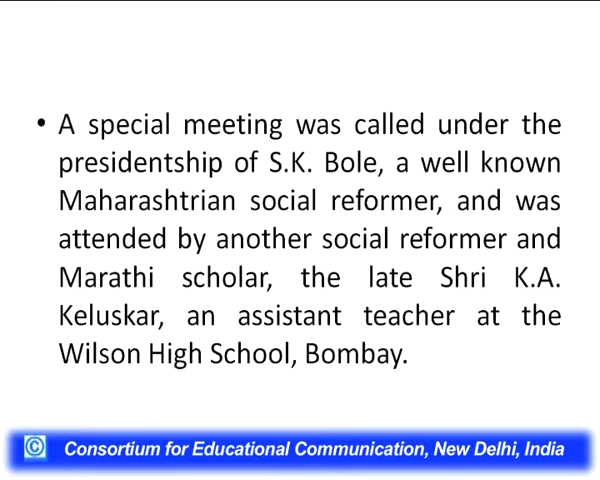 • A special meeting was called under the
presidentship of S.K. Bole, a well known
Maharashtrian social reformer, and was
attended by another social reformer and
Marathi scholar, the late Shri K.A.
Keluskar, an assistant teacher at the
Wilson High School, Bombay.
© Consortium for Educational Communication, New Delhi, India